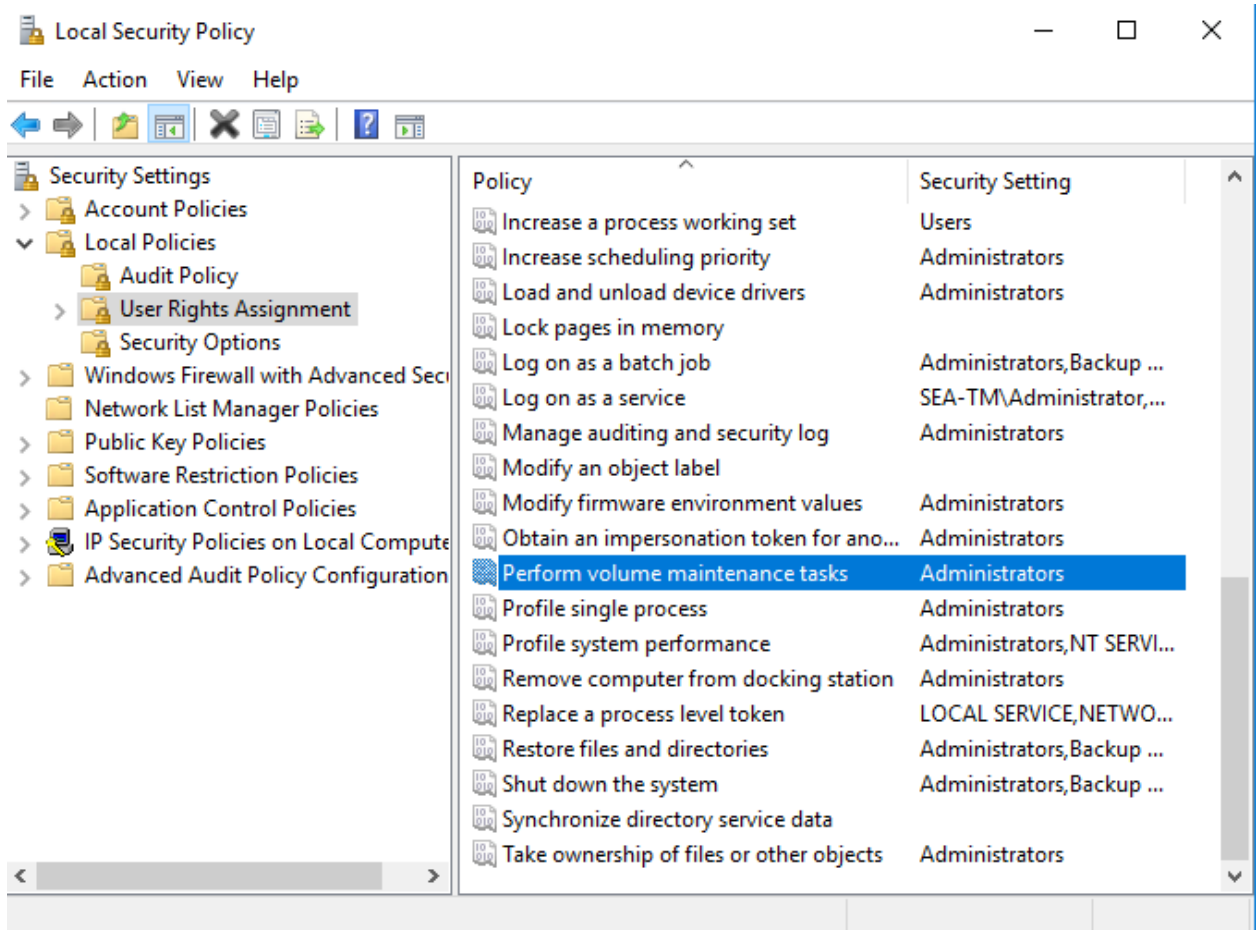 Local Security Policy
File Action View Help
Security Settings
Account Policies
Local Policies
Audit Policy
User Rights Assignment
Security Options
Windows Firewall with Advanced Secu
Network List Manager Policies
Public Key Policies
Software Restriction Policies
Application Control Policies
IP Security Policies on Local Compute
Advanced Audit Policy Configuration
Policy Security Setting
Increase a process working set Users
Increase scheduling priority Administrators
Load and unload device drivers Administrators
Lock pages in memory
Log on as a batch job Administrators,Backup ...
Log on as a service SEA-TM\Administrator,...
Manage auditing and security log Administrators
Modify an object label
Modify firmware environment values Administrators
Obtain an impersonation token for ano... Administrators
Perform volume maintenance tasks Administrators
Profile single process Administrators
Profile system performance Administrators,NT SERVI...
Remove computer from docking station Administrators
Replace a process level token LOCAL SERVICE,NETWO...
Restore files and directories Administrators,Backup ...
Shut down the system Administrators,Backup ...
Synchronize directory service data
Take ownership of files or other objects Administrators